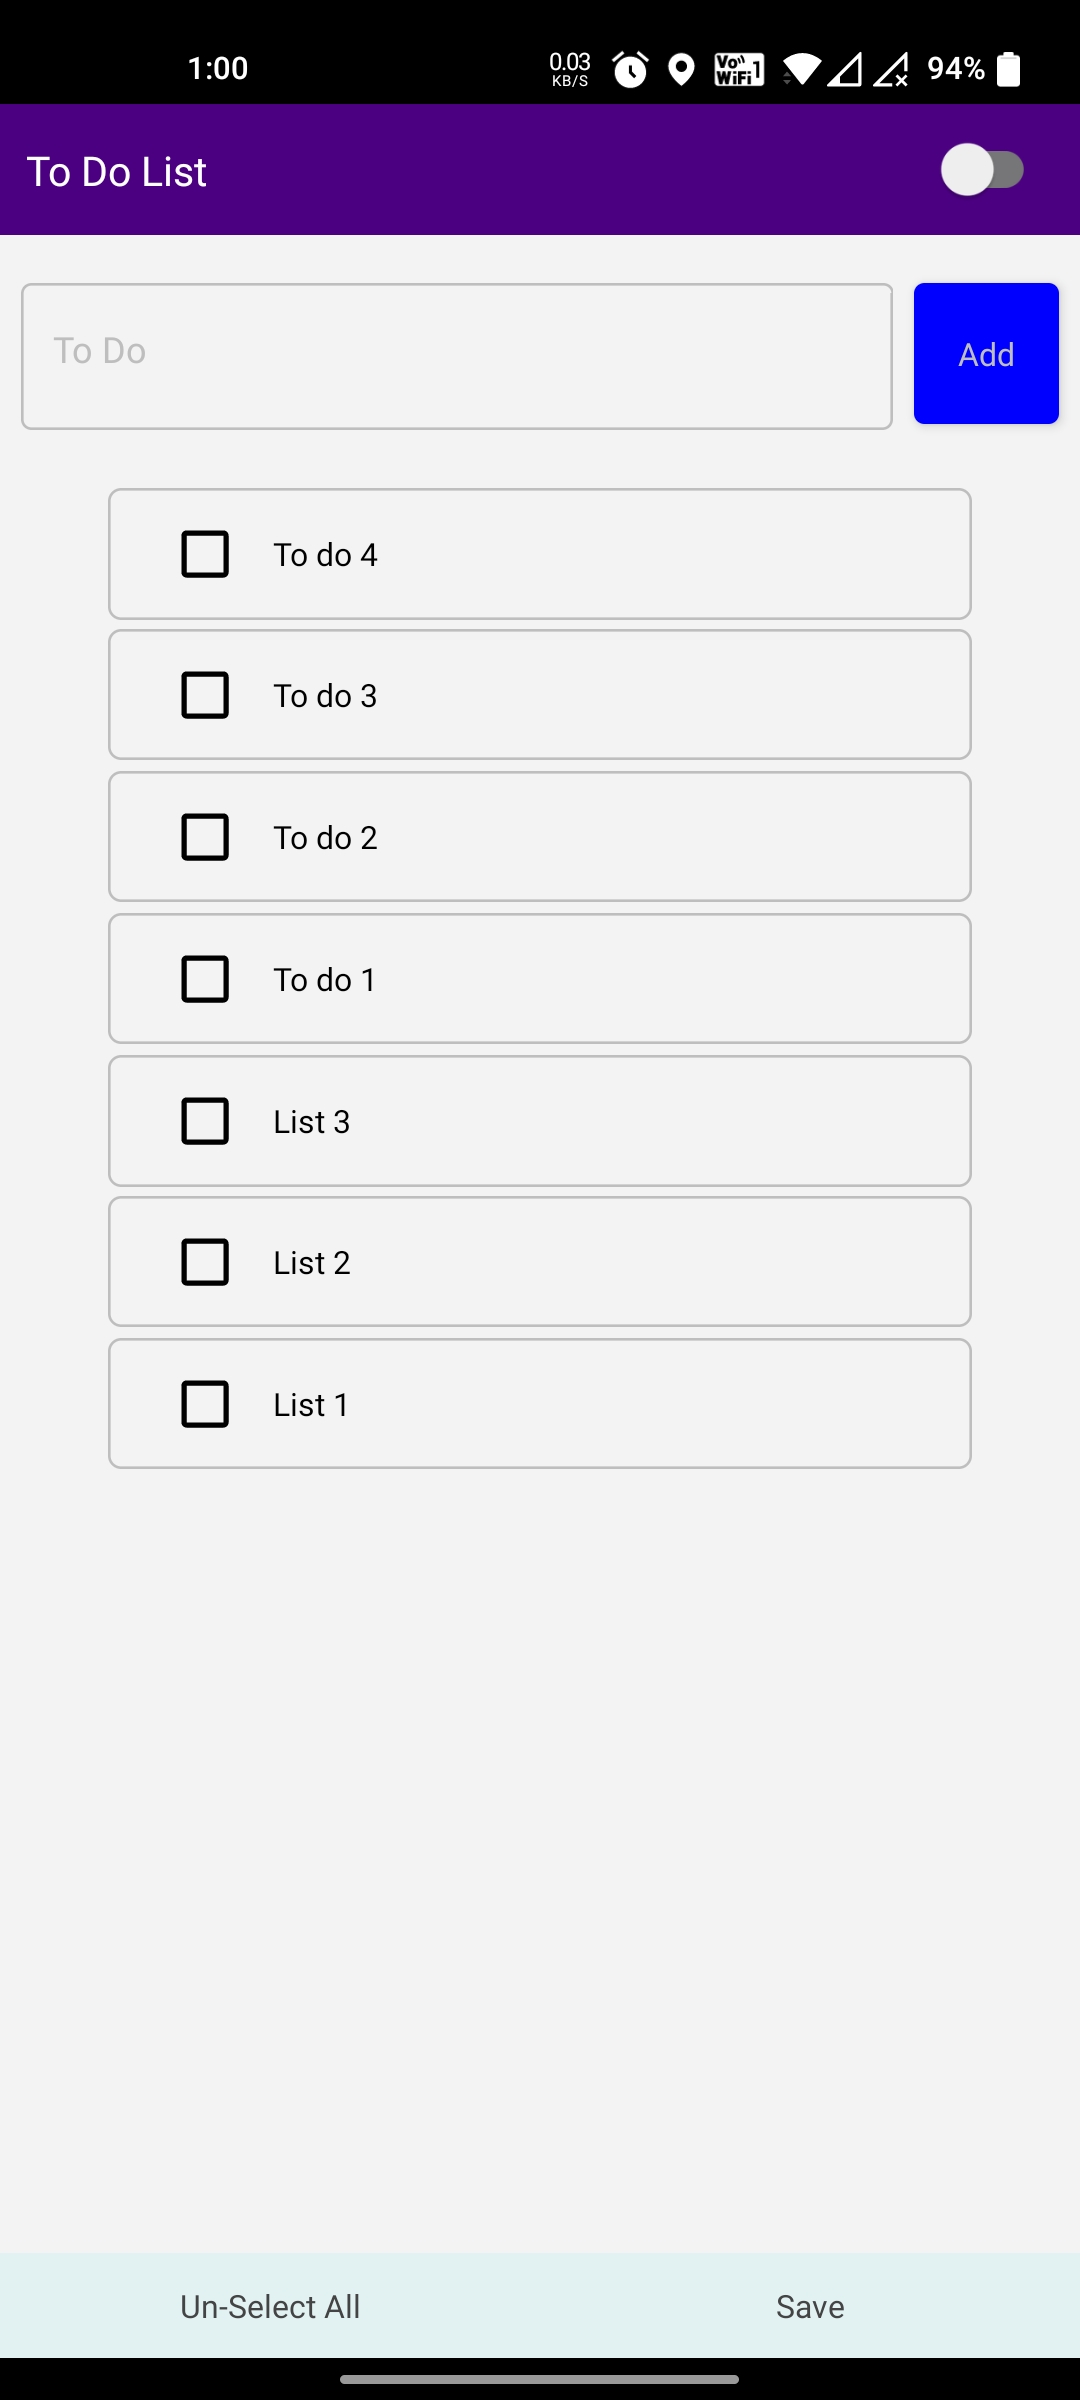 1:00 0.03 KB/S Vo WiFi 1 94%
To Do List
To Do
Add
To do 4
To do 3
To do 2
To do 1
List 3
List 2
List 1
Un-Select All Save